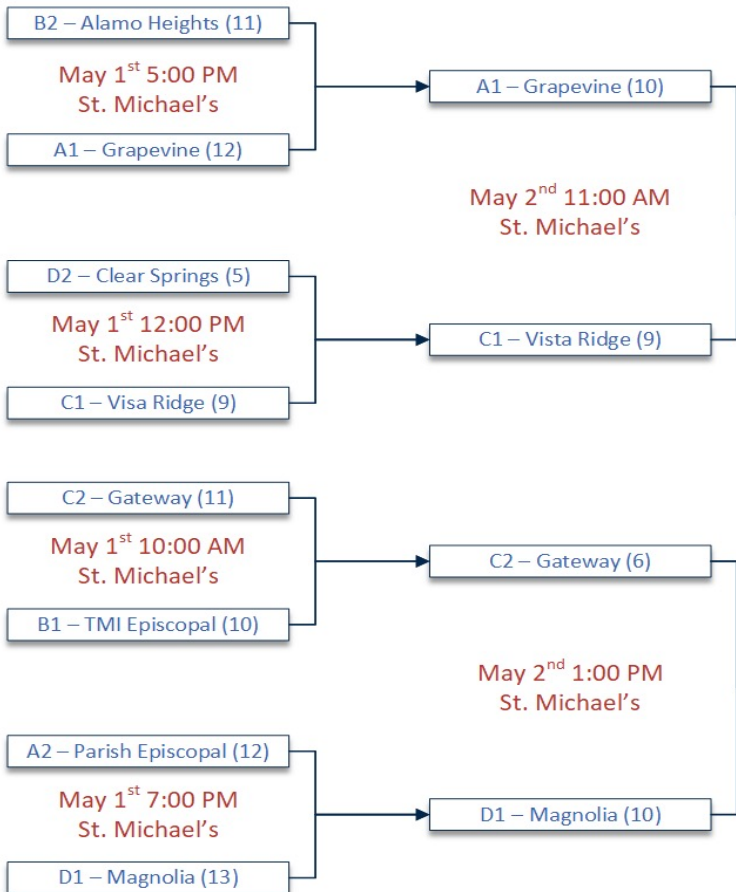 B2 – Alamo Heights (11)
May 1st 5:00 PM
St. Michael's
A1 – Grapevine (12)
A1 – Grapevine (10)
May 2nd 11:00 AM
St. Michael's
D2 – Clear Springs (5)
May 1st 12:00 PM
St. Michael's
C1 – Visa Ridge (9)
C1 – Vista Ridge (9)
C2 – Gateway (11)
May 1st 10:00 AM
St. Michael's
B1 – TMI Episcopal (10)
C2 – Gateway (6)
May 2nd 1:00 PM
St. Michael's
A2 – Parish Episcopal (12)
May 1st 7:00 PM
St. Michael's
D1 – Magnolia (13)
D1 – Magnolia (10)